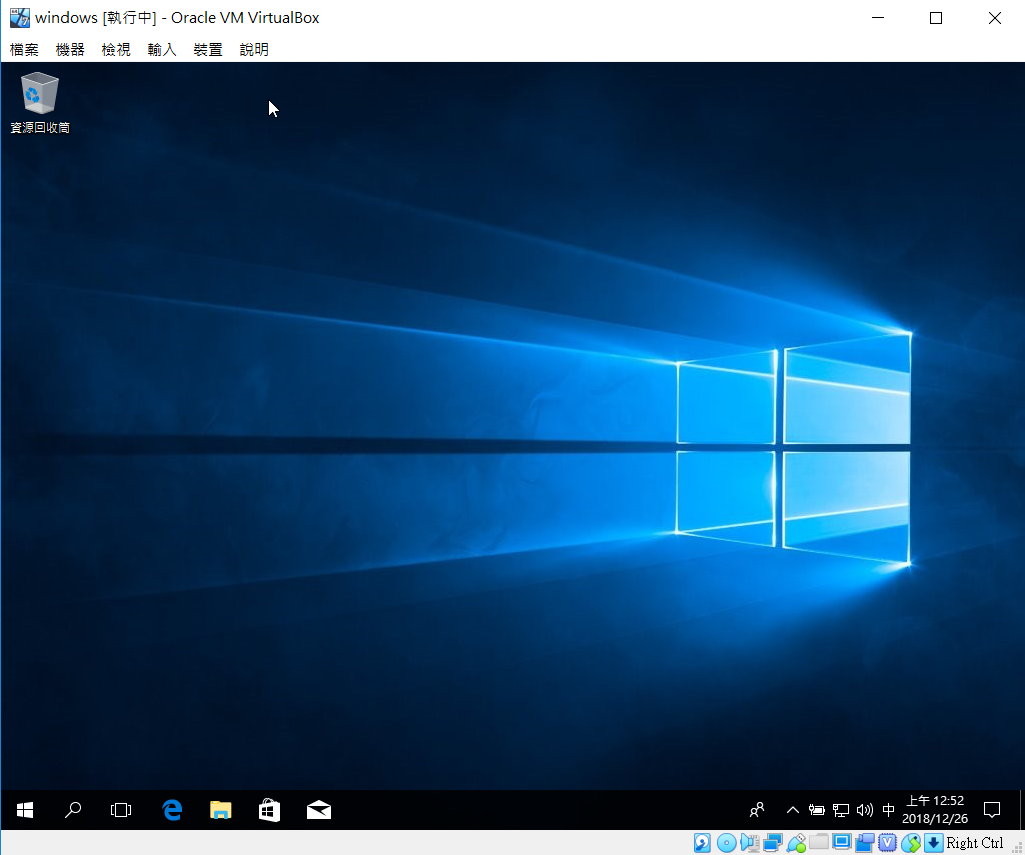 windows [執行中] - Oracle VM VirtualBox
檔案 機器 檢視 輸入 裝置 說明
資源回收筒
中
上午 12:52
2018/12/26
Right Ctrl